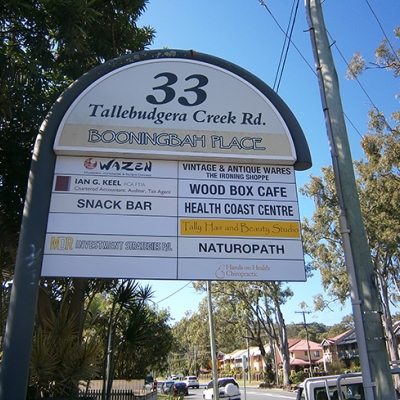 33
Tallebudgera Creek Rd.
BOONINGBAH PLACE
WAZEN
VINTAGE & ANTIQUE WARES
THE IRONING SHOPPE
IAN G. KEEL
Chartered Accountant, Auditor, Tax Agent
WOOD BOX CAFE
SNACK BAR
HEALTH COAST CENTRE
Tally Hair and Beauty Studio
INVESTMENT STRATEGIES P/L
NATUROPATH
Hands on Health
Chiropractic